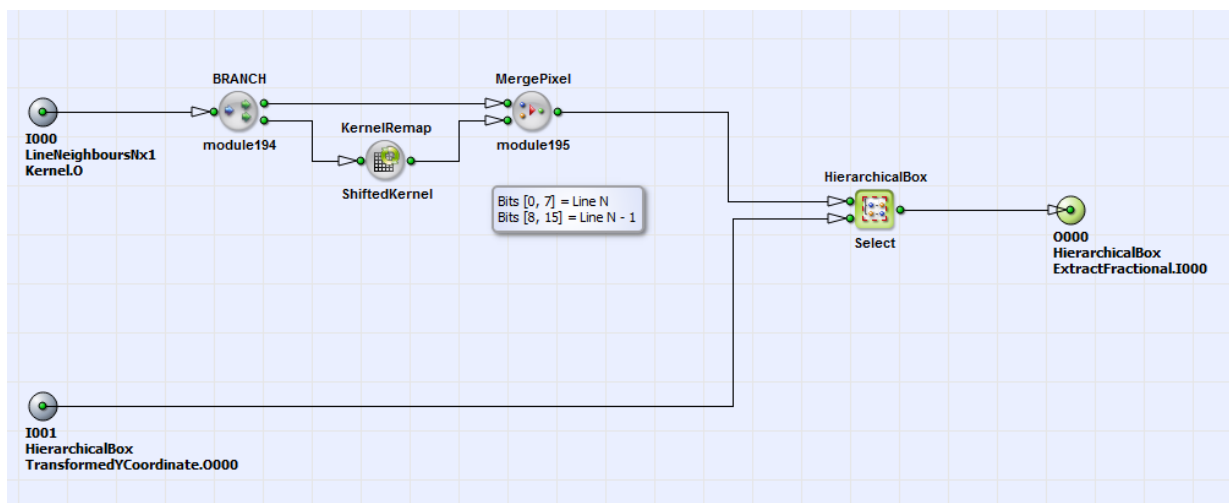 BRANCH
MergePixel
I000
LineNeighboursNx1
Kernel.O
module194
KernelRemap
module195
ShiftedKernel
Bits [0, 7] = Line N
Bits [8, 15] = Line N - 1
HierarchicalBox
Select
O000
HierarchicalBox
ExtractFractional.I000
I001
HierarchicalBox
TransformedYCoordinate.O000